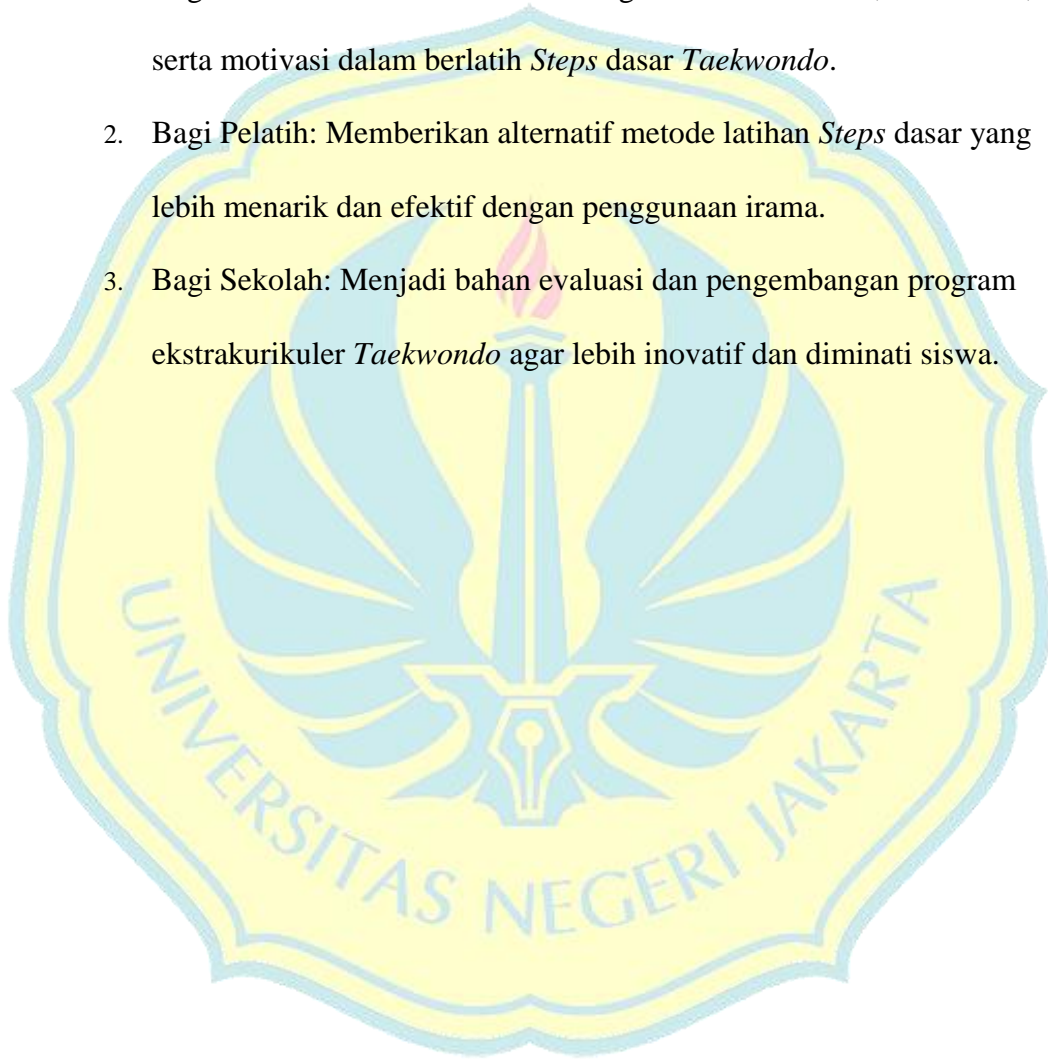 serta motivasi dalam berlatih Steps dasar Taekwondo.
2. Bagi Pelatih: Memberikan alternatif metode latihan Steps dasar yang
lebih menarik dan efektif dengan penggunaan irama.
3. Bagi Sekolah: Menjadi bahan evaluasi dan pengembangan program
ekstrakurikuler Taekwondo agar lebih inovatif dan diminati siswa.
UNIVERSITAS NEGERI JAKARTA